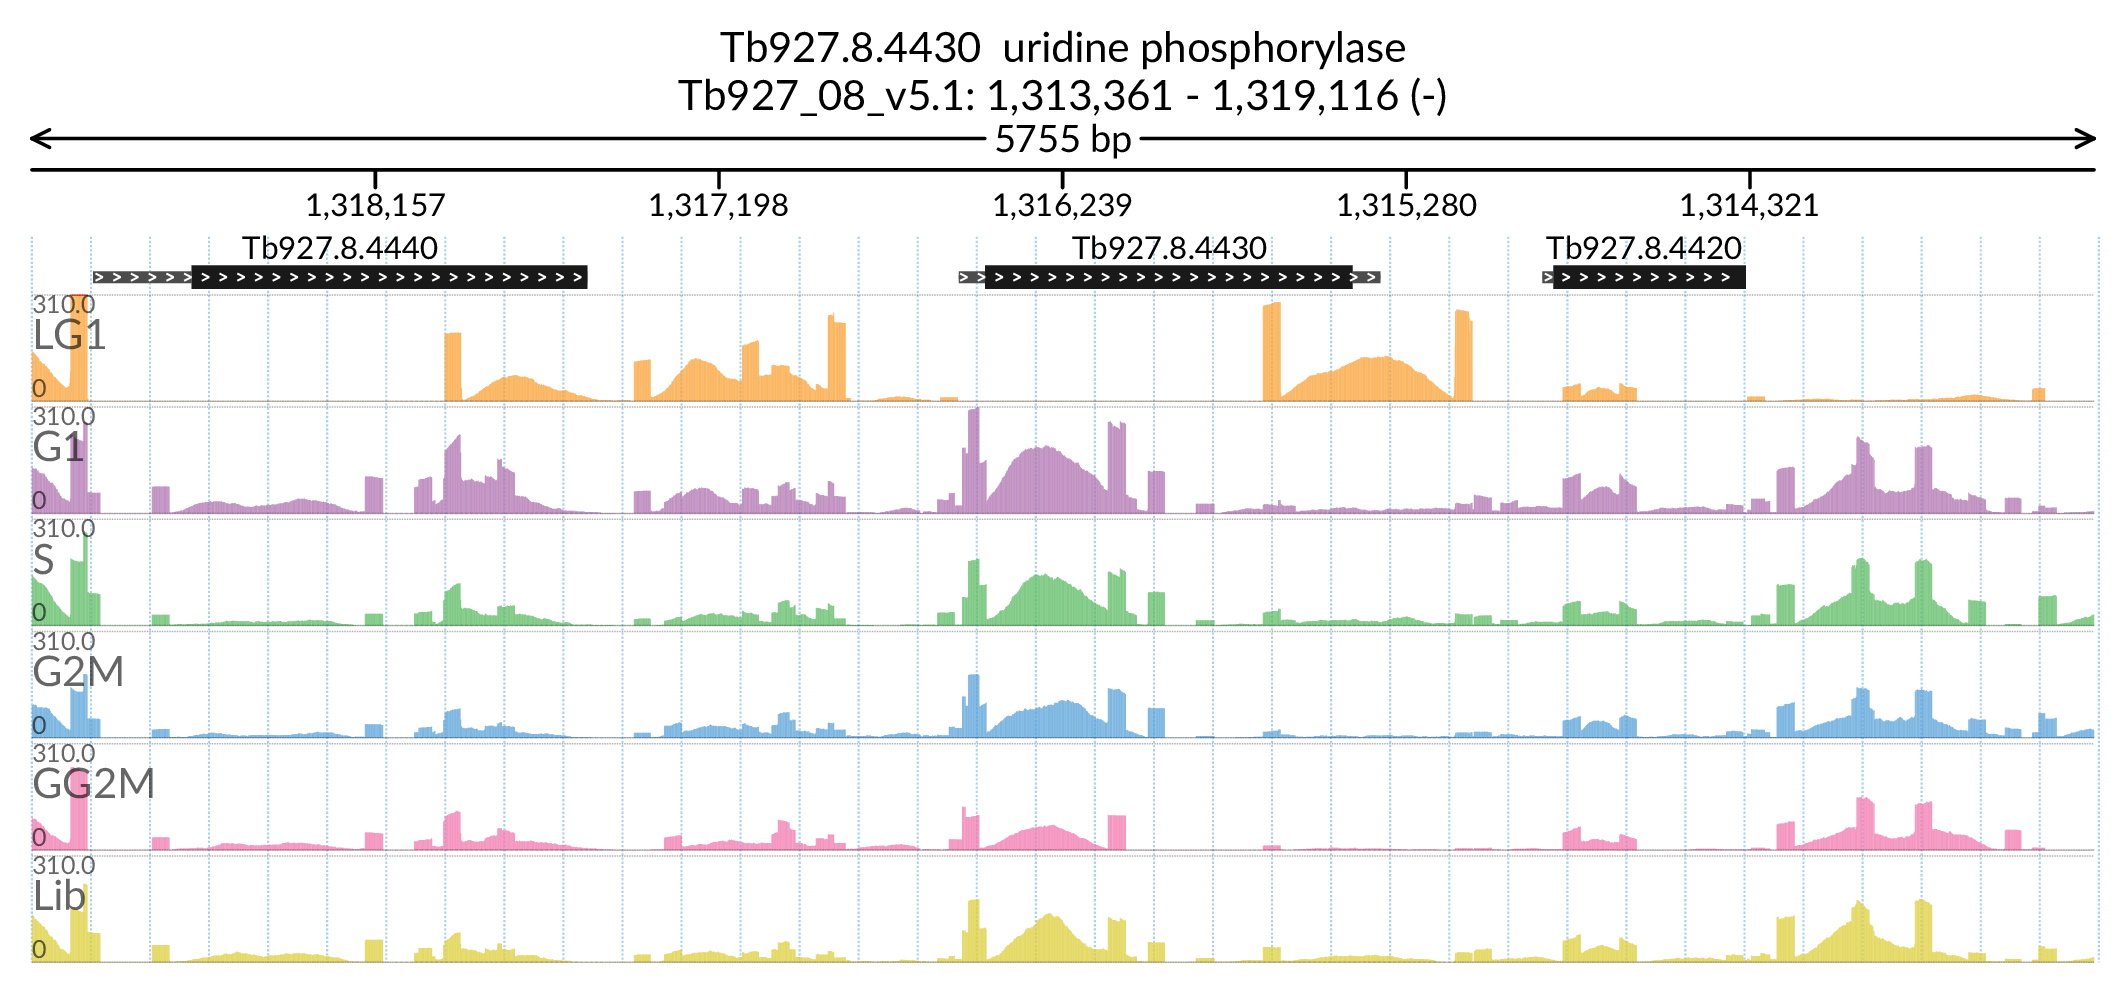 Tb927.8.4430  uridine phosphorylase
Tb927_08_v5.1: 1,313,361 - 1,319,116 (-)
5755 bp
1,318,157 1,317,198 1,316,239 1,315,280 1,314,321
Tb927.8.4440 Tb927.8.4430 Tb927.8.4420
310.0
LG1
0
310.0
G1
0
310.0
S
0
310.0
G2M
0
310.0
GG2M
0
310.0
Lib
0